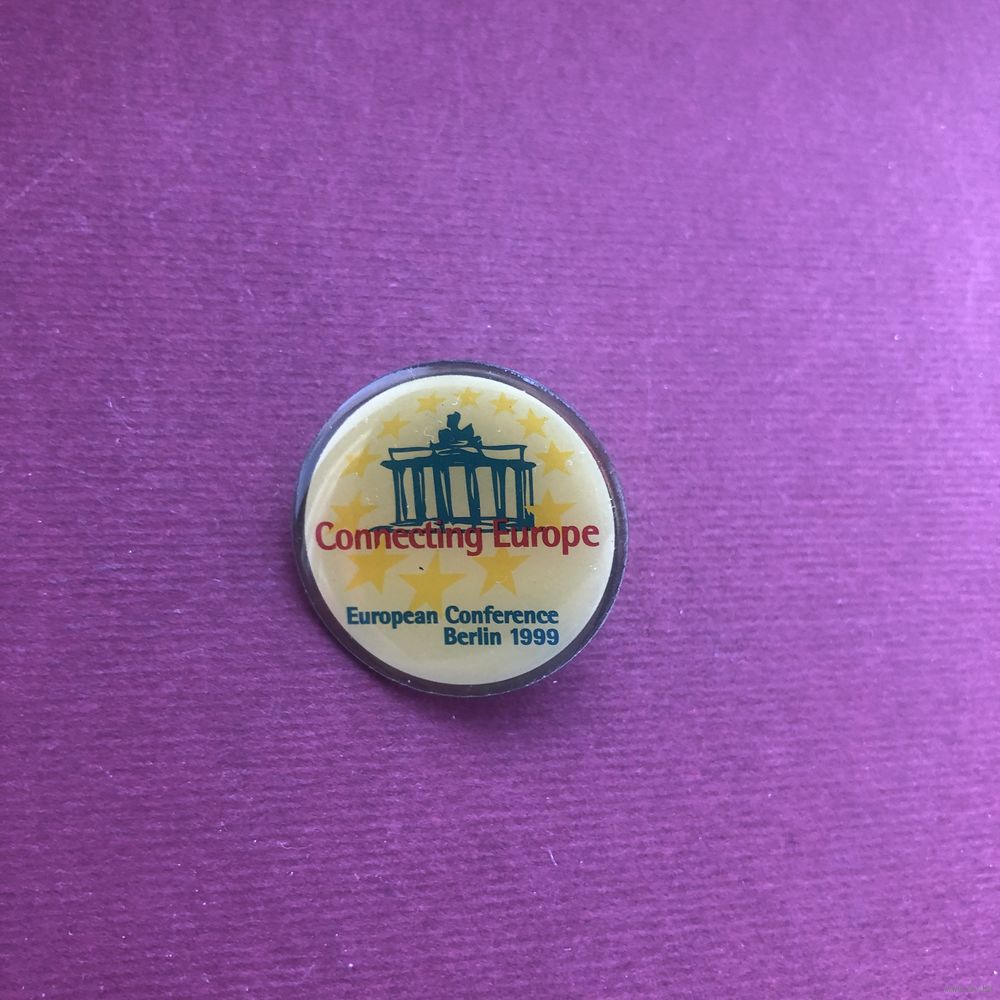 Connecting Europe
European Conference
Berlin 1999